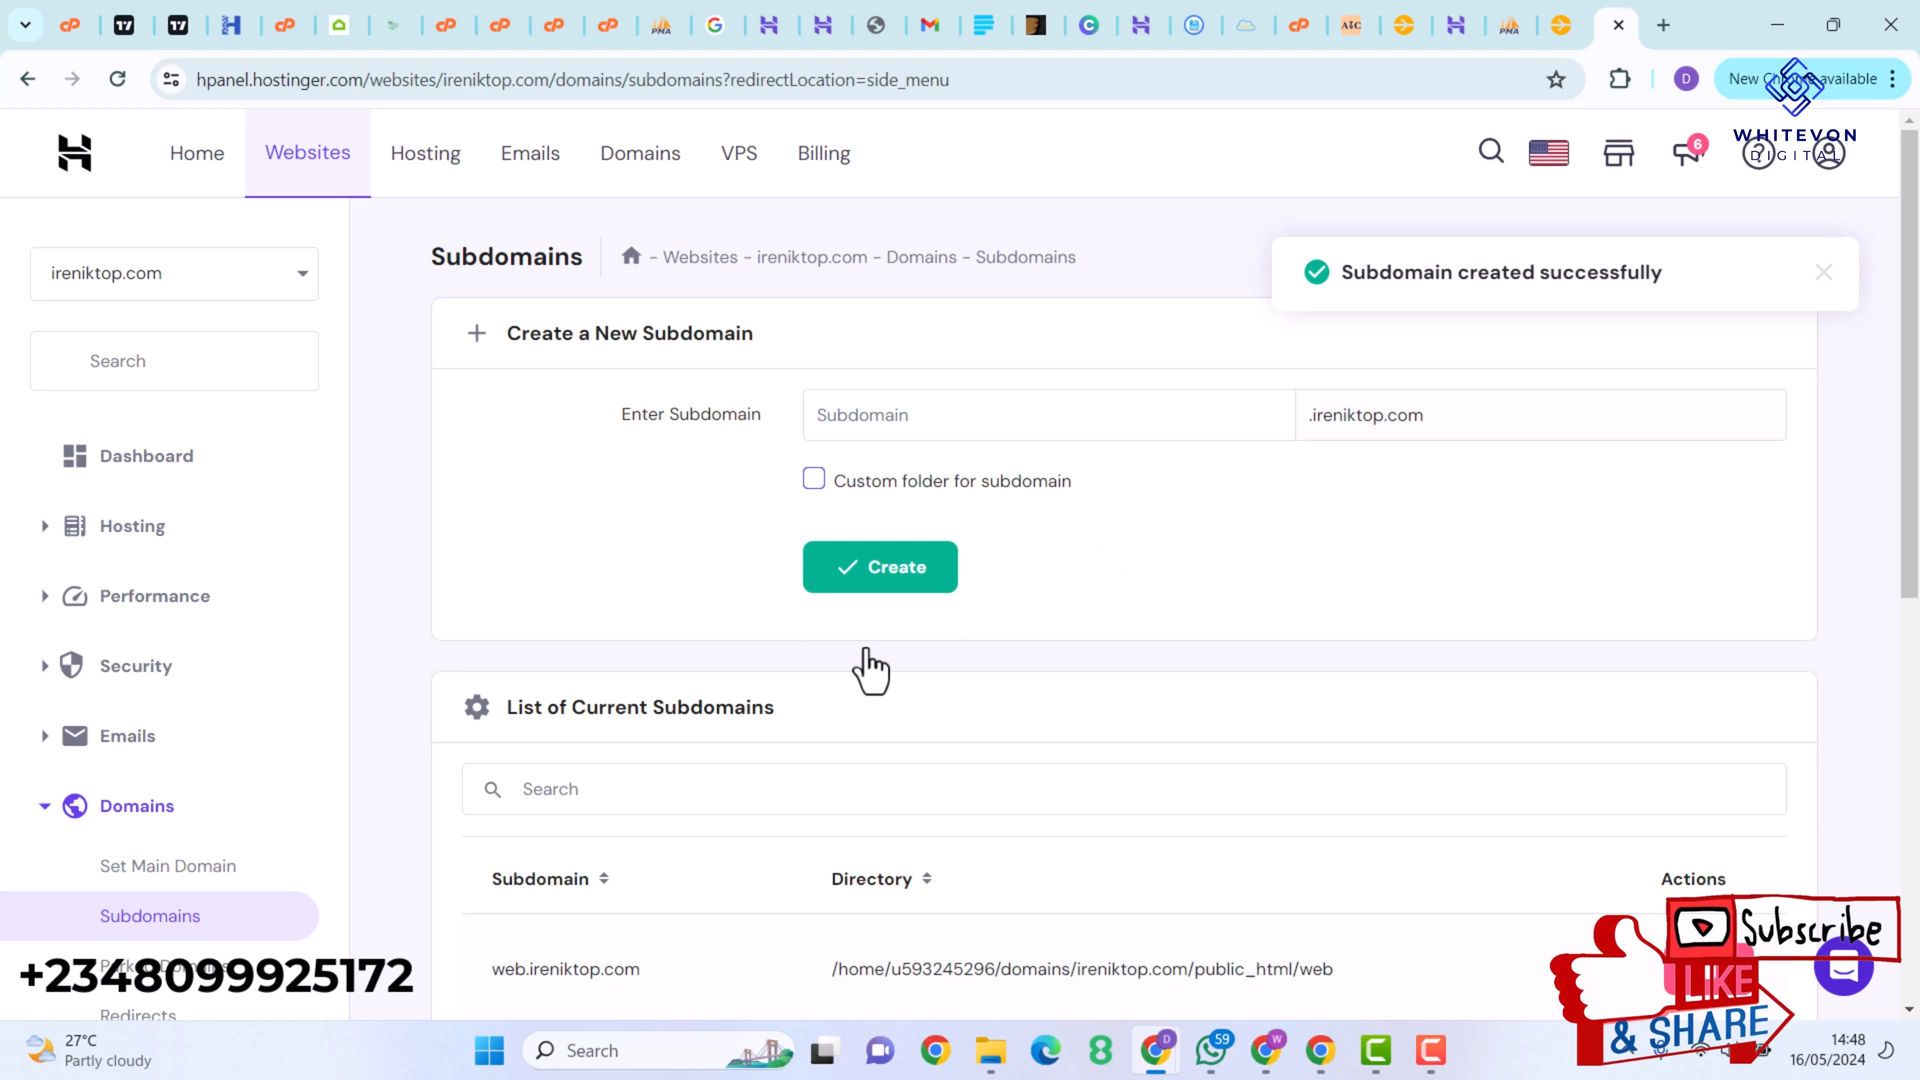 hpanel.hostinger.com/websites/ireniktop.com/domains/subdomains?redirectLocation=side_menu
D
New Chrome available
WHITEVON
DIGITAL
Home
Websites
Hosting
Emails
Domains
VPS
Billing
6
ireniktop.com
Search
Dashboard
Hosting
Performance
Security
Emails
Domains
Set Main Domain
Subdomains
Parked Domains
Redirects
+2348099925172
Subdomains
- Websites - ireniktop.com - Domains - Subdomains
Subdomain created successfully
Create a New Subdomain
Enter Subdomain
Subdomain
.ireniktop.com
Custom folder for subdomain
Create
List of Current Subdomains
Search
Subdomain
Directory
Actions
web.ireniktop.com
/home/u593245296/domains/ireniktop.com/public_html/web
Subscribe
LIKE
& SHARE
27°C
Partly cloudy
Search
59
14:48
16/05/2024